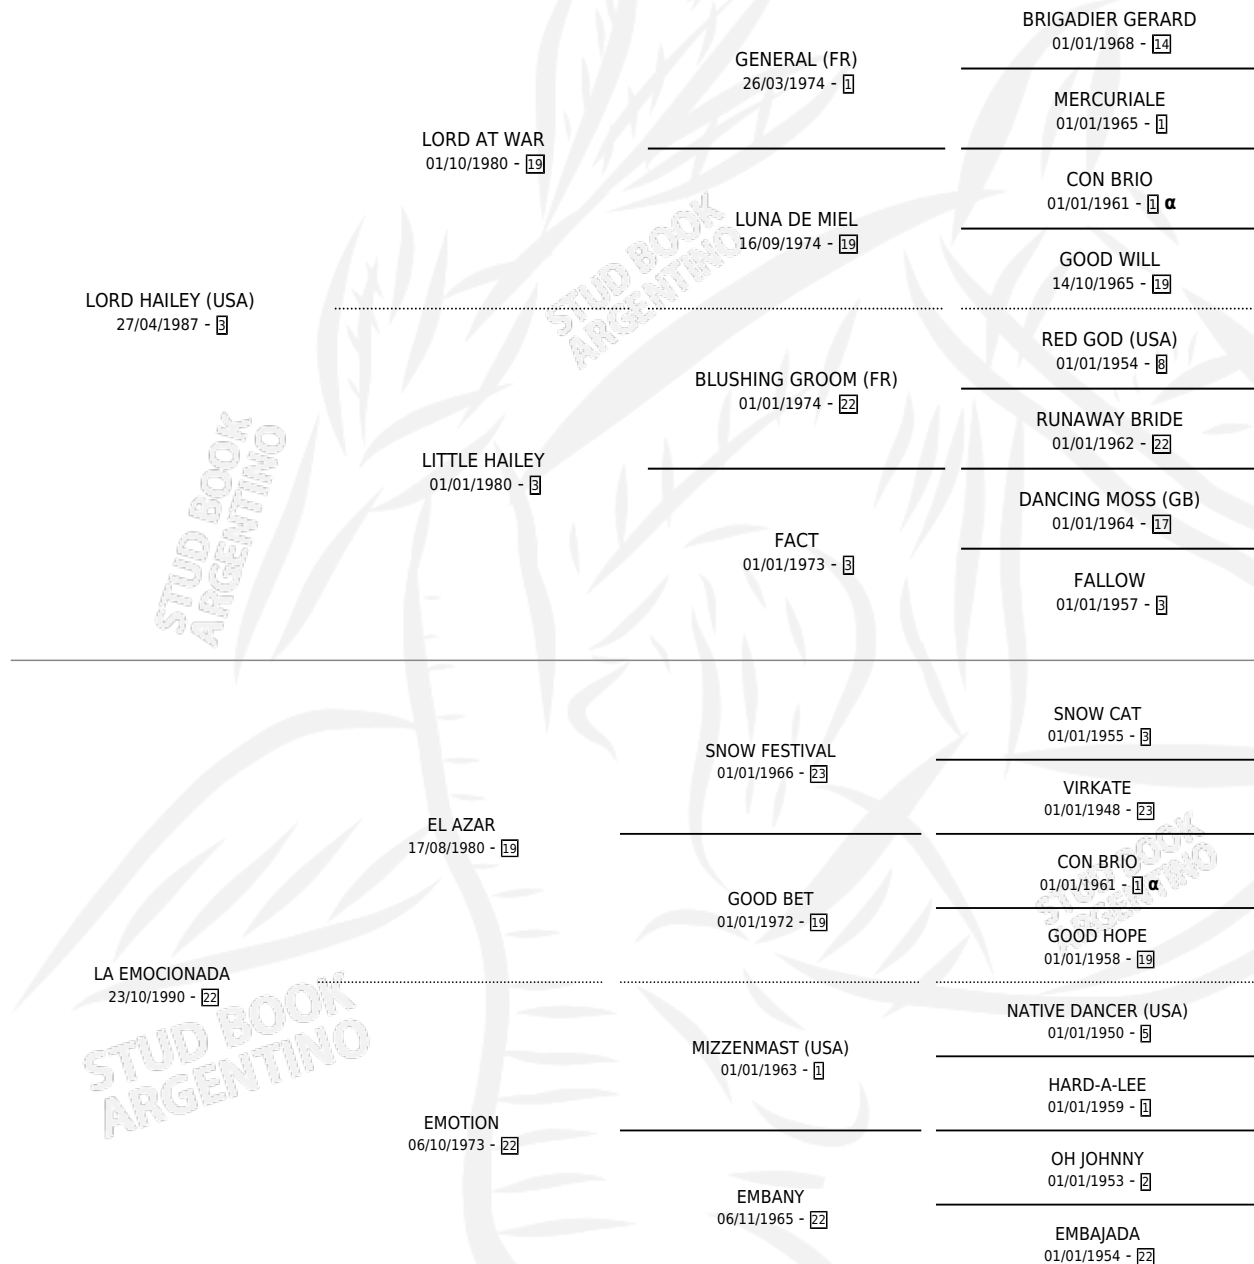 BRIGADIER GERARD
01/01/1968 - 14
GENERAL (FR)
26/03/1974 - 1
MERCURIALE
01/01/1965 - 1
LORD AT WAR
01/10/1980 - 19
CON BRIO
01/01/1961 - 1 α
LUNA DE MIEL
16/09/1974 - 19
GOOD WILL
14/10/1965 - 19
LORD HAILEY (USA)
27/04/1987 - 3
RED GOD (USA)
01/01/1954 - 8
BLUSHING GROOM (FR)
01/01/1974 - 22
RUNAWAY BRIDE
01/01/1962 - 22
LITTLE HAILEY
01/01/1980 - 3
DANCING MOSS (GB)
01/01/1964 - 17
FACT
01/01/1973 - 3
FALLOW
01/01/1957 - 3
STUD BOOK
ARGENTINO
STUD BOOK
ARGENTINO
SNOW CAT
01/01/1955 - 3
SNOW FESTIVAL
01/01/1966 - 23
VIRKATE
01/01/1948 - 23
EL AZAR
17/08/1980 - 19
CON BRIO
01/01/1961 - 1 α
GOOD BET
01/01/1972 - 19
GOOD HOPE
01/01/1958 - 19
LA EMOCIONADA
23/10/1990 - 22
NATIVE DANCER (USA)
01/01/1950 - 5
MIZZENMAST (USA)
01/01/1963 - 1
HARD-A-LEE
01/01/1959 - 1
EMOTION
06/10/1973 - 22
OH JOHNNY
01/01/1953 - 2
EMBANY
06/11/1965 - 22
EMBAJADA
01/01/1954 - 22
STUD BOOK
ARGENTINO
STUD BOOK
ARGENTINO